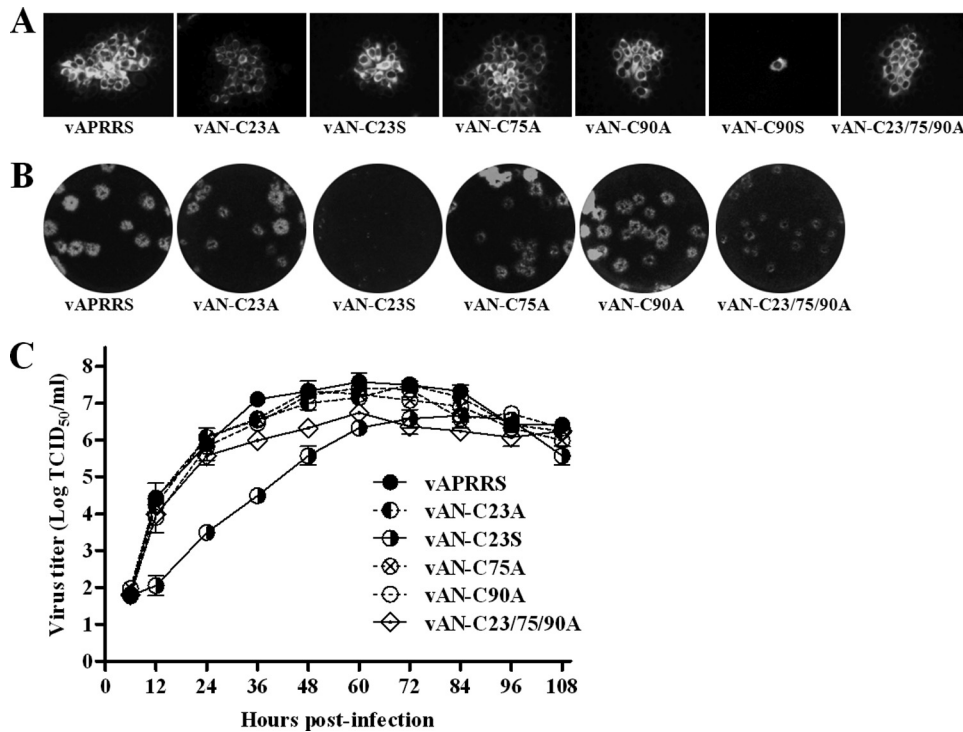 A
vAPRRS vAN-C23A vAN-C23S vAN-C75A vAN-C90A vAN-C90S vAN-C23/75/90A
B
vAPRRS vAN-C23A vAN-C23S vAN-C75A vAN-C90A vAN-C23/75/90A
C
Virus titer (Log TCID50/ml)
8
7
6
5
4
3
2
1
0
vAPRRS
vAN-C23A
vAN-C23S
vAN-C75A
vAN-C90A
vAN-C23/75/90A
0 12 24 36 48 60 72 84 96 108
Hours post-infection